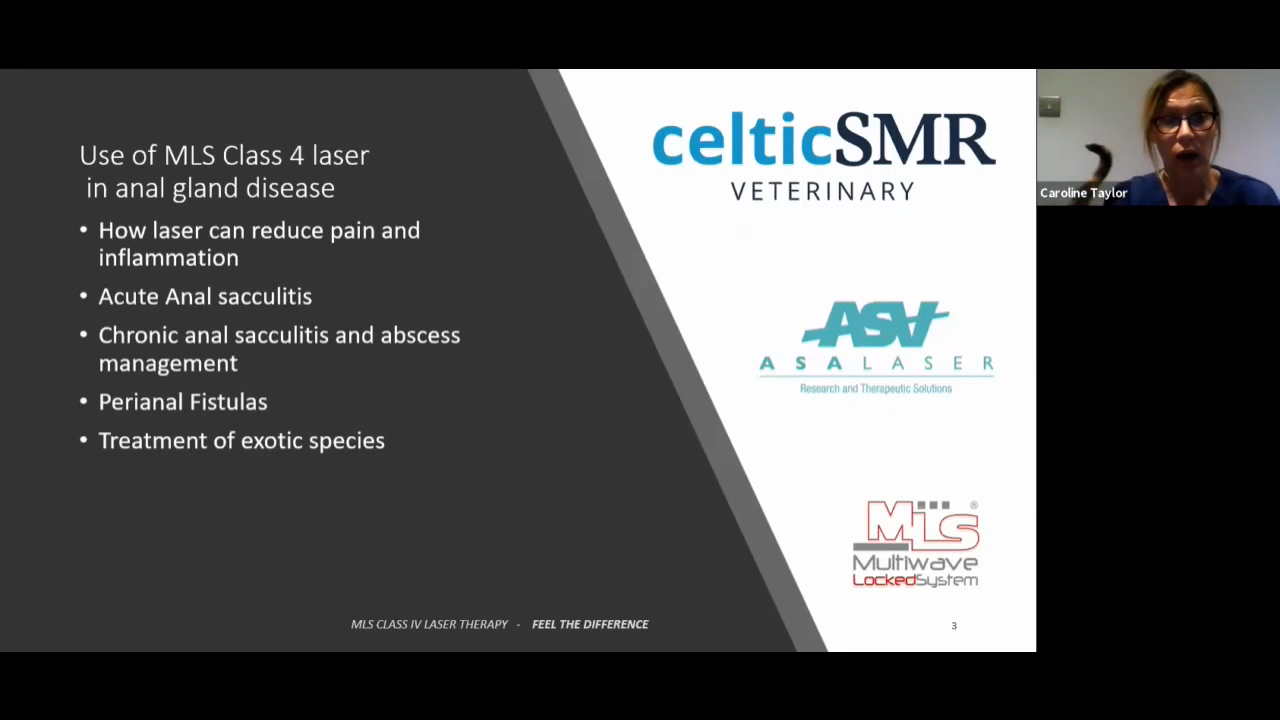 Use of MLS Class 4 laser
in anal gland disease
• How laser can reduce pain and
inflammation
• Acute Anal sacculitis
• Chronic anal sacculitis and abscess
management
• Perianal Fistulas
• Treatment of exotic species
MLS CLASS IV LASER THERAPY - FEEL THE DIFFERENCE
celticSMR
VETERINARY
ASA
ASALASER
Research and Therapeutic Solutions
MLS®
Multiwave
LockedSystem
3
Caroline Taylor